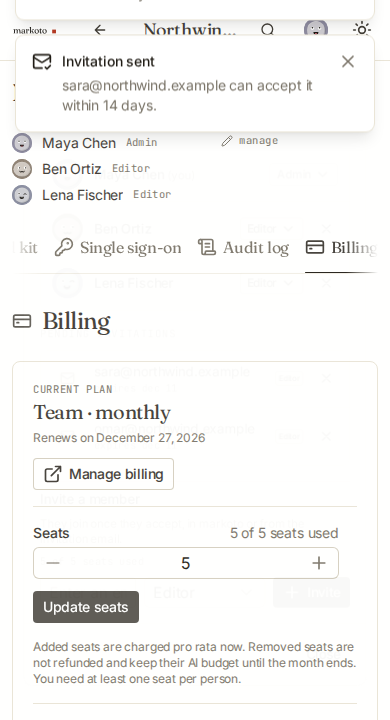 markoto
Northwin...
Invitation sent
sara@northwind.example can accept it
within 14 days.
Maya Chen Admin
manage
Ben Ortiz Editor
Lena Fischer Editor
kit
Single sign-on
Audit log
Billing
Billing
CURRENT PLAN
Team · monthly
Renews on December 27, 2026
Manage billing
Invite a member
Seats
5 of 5 seats used
5
Editor
Invite
Update seats
Added seats are charged pro rata now. Removed seats are
not refunded and keep their AI budget until the month ends.
You need at least one seat per person.